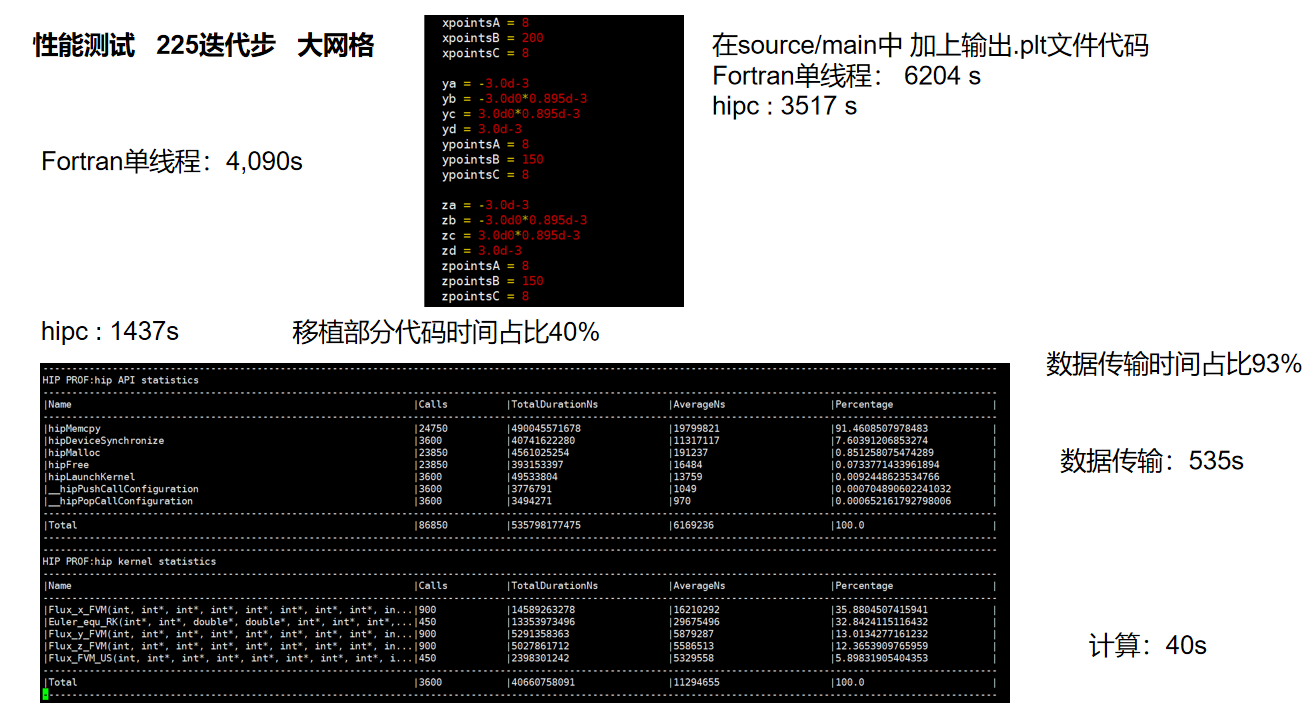 性能测试 225迭代步 大网格
xpointsA = 8
xpointsB = 200
xpointsC = 8
ya = -3.0d-3
yb = -3.0d0*0.895d-3
yc = 3.0d0*0.895d-3
yd = 3.0d-3
ypointsA = 8
ypointsB = 150
ypointsC = 8
za = -3.0d-3
zb = -3.0d0*0.895d-3
zc = 3.0d0*0.895d-3
zd = 3.0d-3
zpointsA = 8
zpointsB = 150
zpointsC = 8
在source/main中 加上输出.plt文件代码
Fortran单线程： 6204 s
hipc : 3517 s
Fortran单线程：4,090s
hipc : 1437s
移植部分代码时间占比40%
HIP PROF:hip API statistics
|Name |Calls |TotalDurationNs |AverageNs |Percentage |
|hipMemcpy |24750 |490045571678 |19799821 |91.4608507978483 |
|hipDeviceSynchronize |3600 |40741622280 |11317117 |7.60391206853274 |
|hipMalloc |23850 |4561025254 |191237 |0.851258075474289 |
|hipFree |23850 |393153397 |16484 |0.0733771433961894 |
|hipLaunchKernel |3600 |49533804 |13759 |0.0092448623534766 |
|__hipPushCallConfiguration |3600 |3776791 |1049 |0.000704890602241032 |
|__hipPopCallConfiguration |3600 |3494271 |970 |0.000652161792798006 |
|Total |86850 |535798177475 |6169236 |100.0 |
HIP PROF:hip kernel statistics
|Name |Calls |TotalDurationNs |AverageNs |Percentage |
|Flux_x_FVM(int, int*, int*, int*, int*, int*, int*, int*, in...|900 |14589263278 |16210292 |35.8804507415941 |
|Euler_equ_RK(int*, int*, double*, double*, int*, int*, int*,...|450 |13353973496 |29675496 |32.8424115116432 |
|Flux_y_FVM(int, int*, int*, int*, int*, int*, int*, int*, in...|900 |5291358363 |5879287 |13.0134277161232 |
|Flux_z_FVM(int, int*, int*, int*, int*, int*, int*, int*, in...|900 |5027861712 |5586513 |12.3653909765959 |
|Flux_FVM_US(int, int*, int*, int*, int*, int*, int*, int*, i...|450 |2398301242 |5329558 |5.89831905404353 |
|Total |3600 |40660758091 |11294655 |100.0 |
数据传输时间占比93%
数据传输：535s
计算：40s